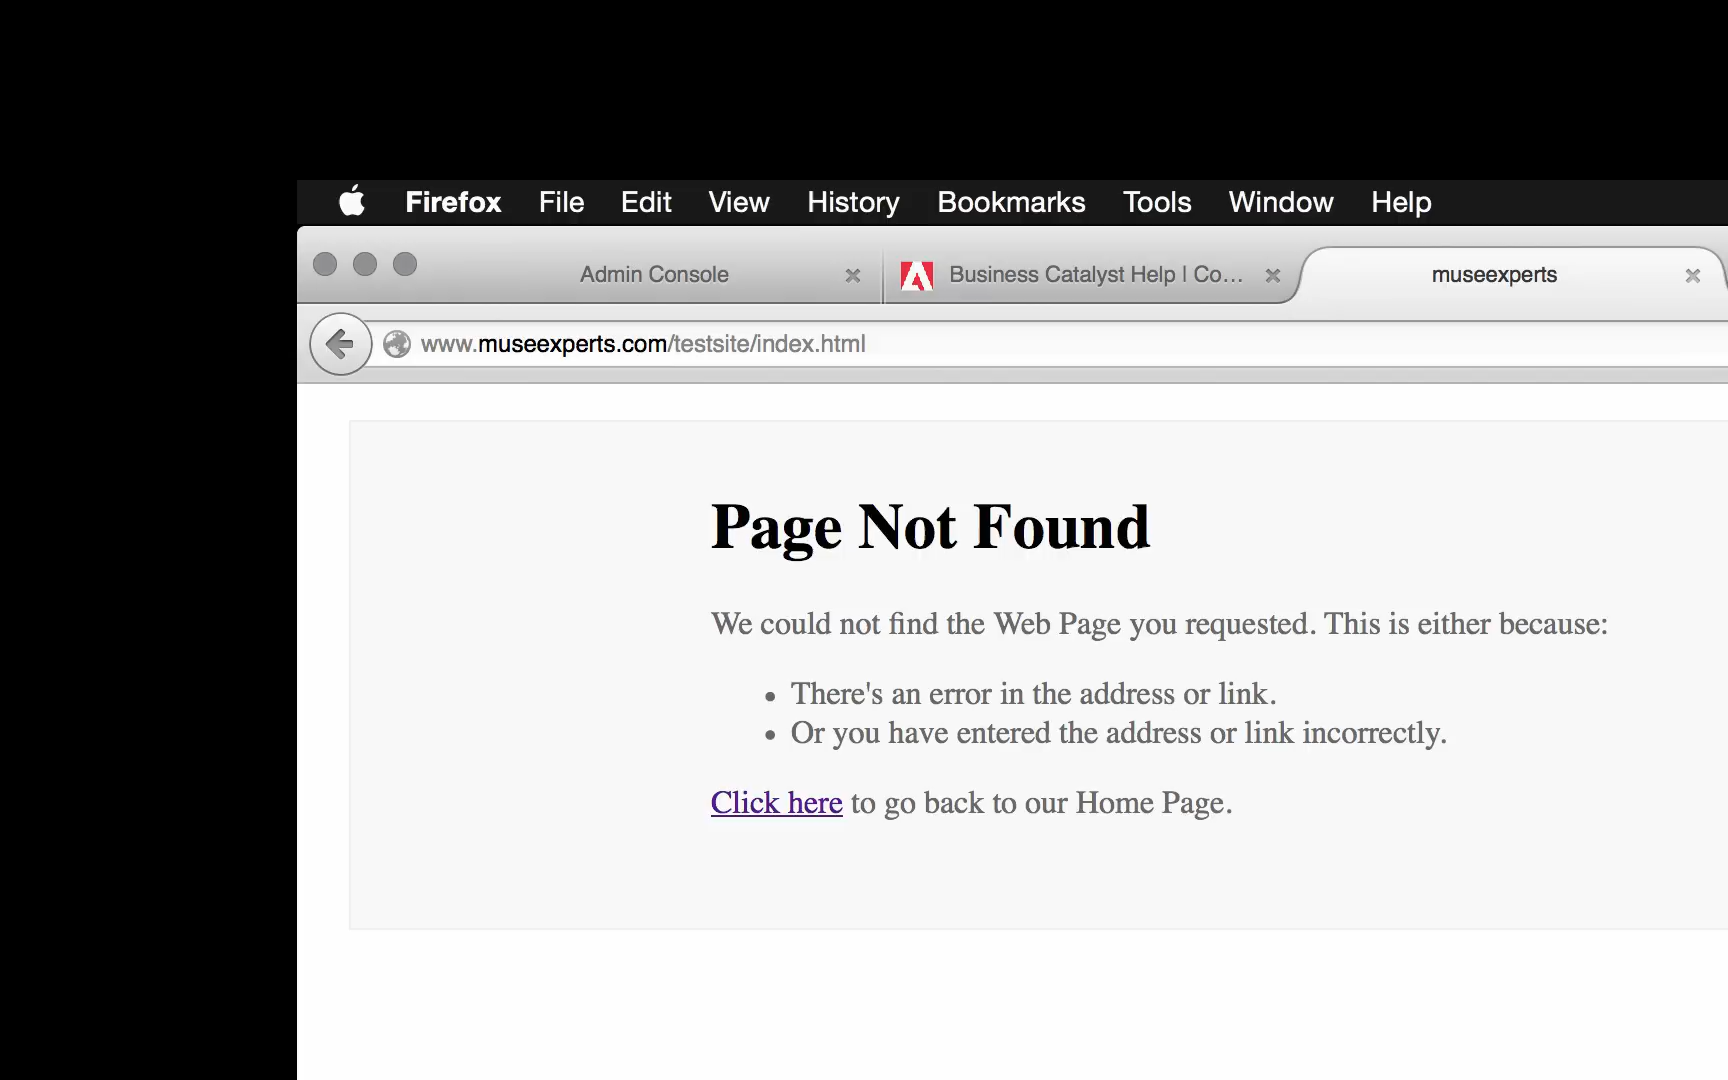 Firefox File Edit View History Bookmarks Tools Window Help
Admin Console Business Catalyst Help | Co... museexperts
www.museexperts.com/testsite/index.html
Page Not Found
We could not find the Web Page you requested. This is either because:
• There's an error in the address or link.
• Or you have entered the address or link incorrectly.
Click here to go back to our Home Page.